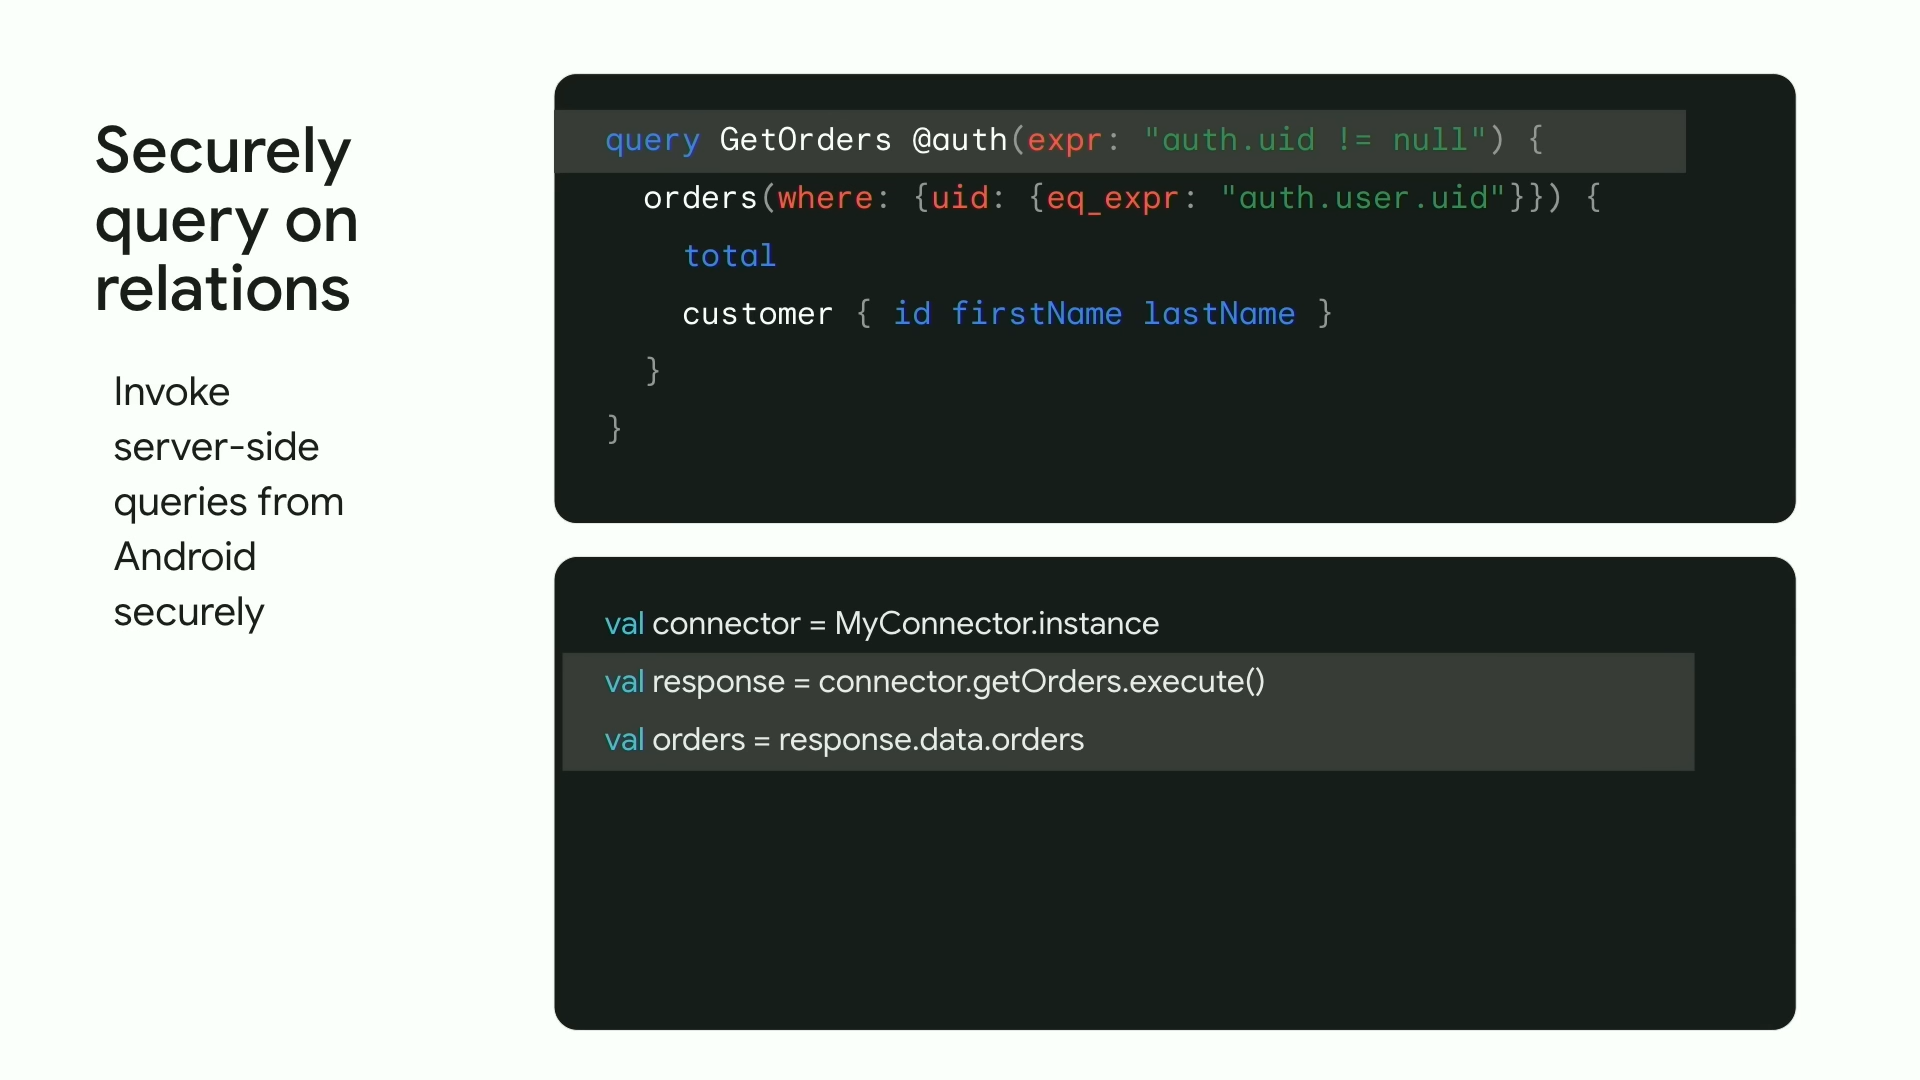 Securely
query on
relations
Invoke
server-side
queries from
Android
securely
query GetOrders @auth(expr: "auth.uid != null") {
orders(where: {uid: {eq_expr: "auth.user.uid"}}) {
total
customer { id firstName lastName }
}
}
val connector = MyConnector.instance
val response = connector.getOrders.execute()
val orders = response.data.orders